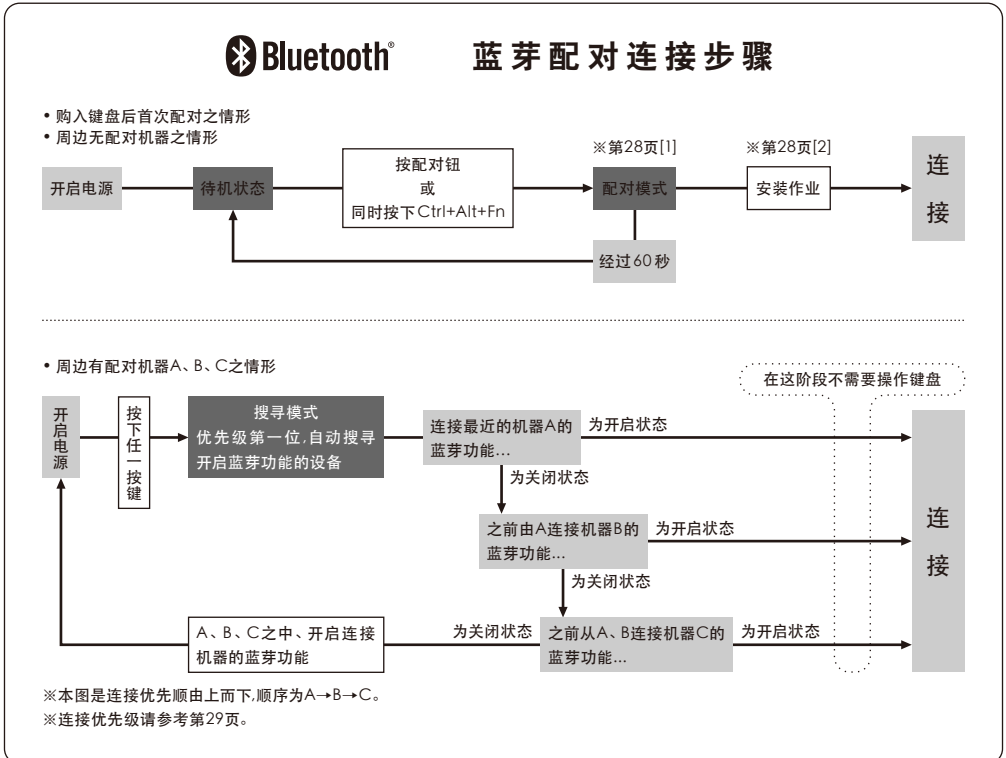 Bluetooth® 蓝芽配对连接步骤
• 购入键盘后首次配对之情形
• 周边无配对机器之情形
开启电源
待机状态
按配对钮
或
同时按下Ctrl+Alt+Fn
※第28页[1]
配对模式
※第28页[2]
安装作业
连
接
经过60秒
• 周边有配对机器A、B、C之情形
在这阶段不需要操作键盘
开
启
电
源
按
下
任
一
按
键
搜寻模式
优先级第一位,自动搜寻
开启蓝芽功能的设备
连接最近的机器A的
蓝芽功能...
为开启状态
为关闭状态
之前由A连接机器B的
蓝芽功能...
为开启状态
为关闭状态
连
接
A、B、C之中、开启连接
机器的蓝芽功能
为关闭状态
之前从A、B连接机器C的
蓝芽功能...
为开启状态
※本图是连接优先顺由上而下,顺序为A→B→C。
※连接优先级请参考第29页。